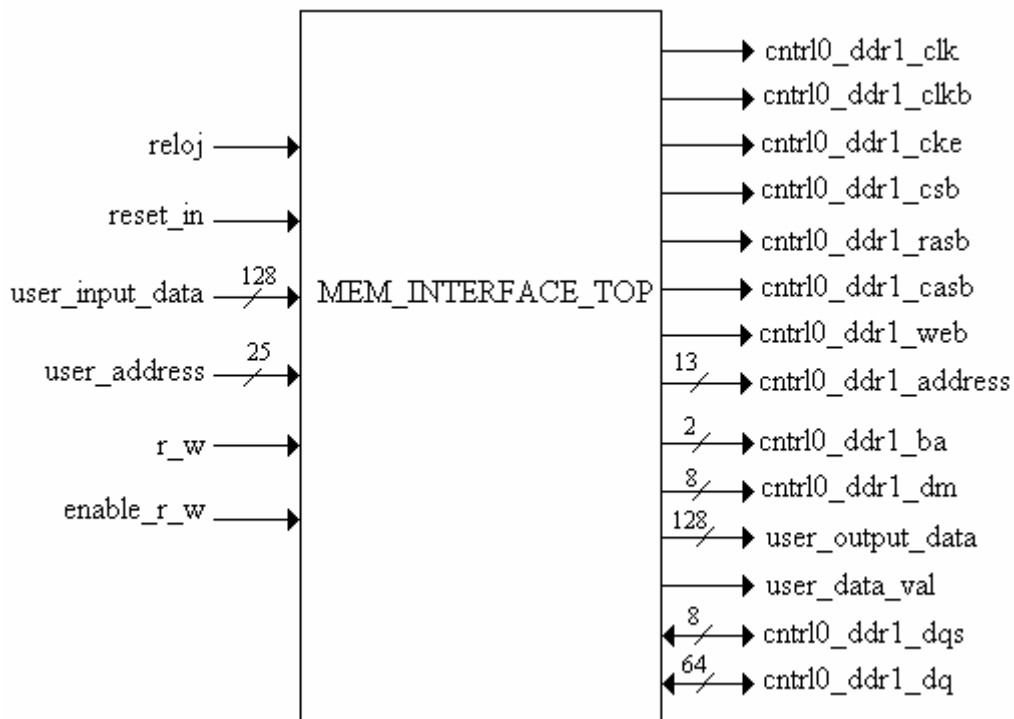 reloj
reset_in
128
user_input_data
25
user_address
r_w
enable_r_w
MEM_INTERFACE_TOP
cntrl0_ddr1_clk
cntrl0_ddr1_clkb
cntrl0_ddr1_cke
cntrl0_ddr1_csb
cntrl0_ddr1_rasb
cntrl0_ddr1_casb
cntrl0_ddr1_web
13
cntrl0_ddr1_address
2
cntrl0_ddr1_ba
8
cntrl0_ddr1_dm
128
user_output_data
user_data_val
8
cntrl0_ddr1_dqs
64
cntrl0_ddr1_dq